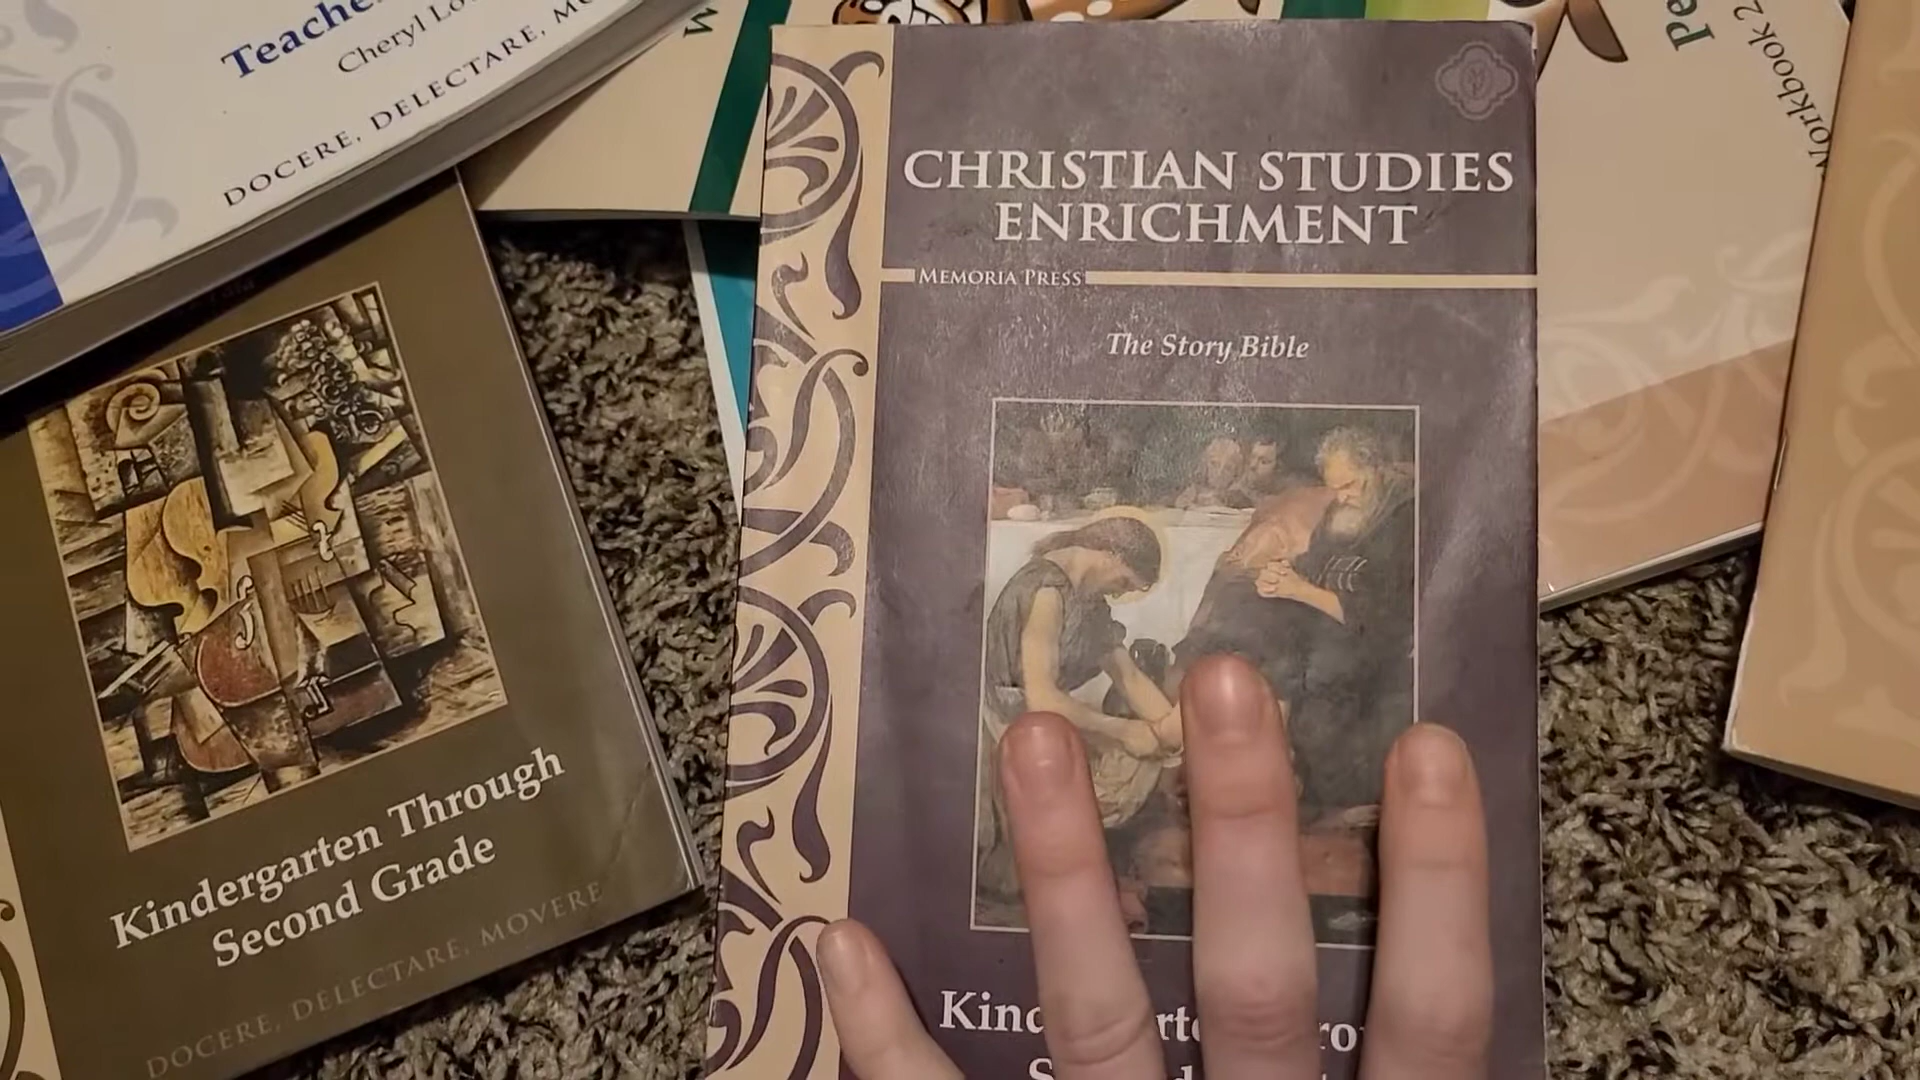 Teache
Cheryl Lo
DOCERE, DELECTARE, MO
M
Pe
Workbook 2
CHRISTIAN STUDIES
ENRICHMENT
MEMORIA PRESS
The Story Bible
Kindergarten Through
Second Grade
DOCERE, DELECTARE, MOVERE